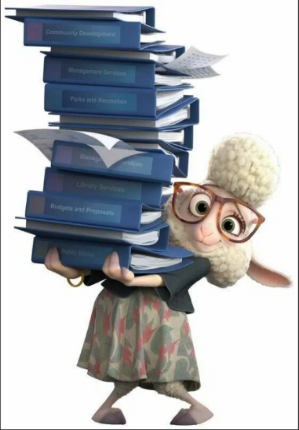 Community Development
Management Services
Parks and Recreation
Library Services
Budgets and Proposals